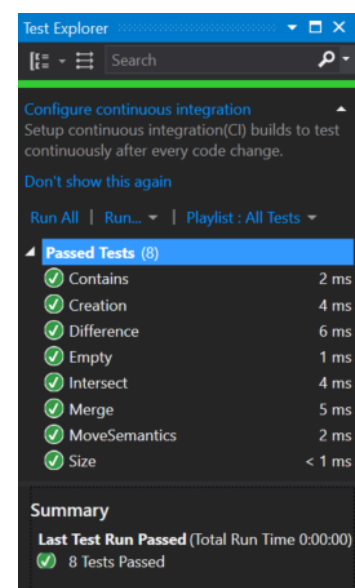 Test Explorer
Search
Configure continuous integration
Setup continuous integration(CI) builds to test
continuously after every code change.
Don't show this again
Run All | Run... | Playlist : All Tests
Passed Tests (8)
Contains 2 ms
Creation 4 ms
Difference 6 ms
Empty 1 ms
Intersect 4 ms
Merge 5 ms
MoveSemantics 2 ms
Size < 1 ms
Summary
Last Test Run Passed (Total Run Time 0:00:00)
8 Tests Passed